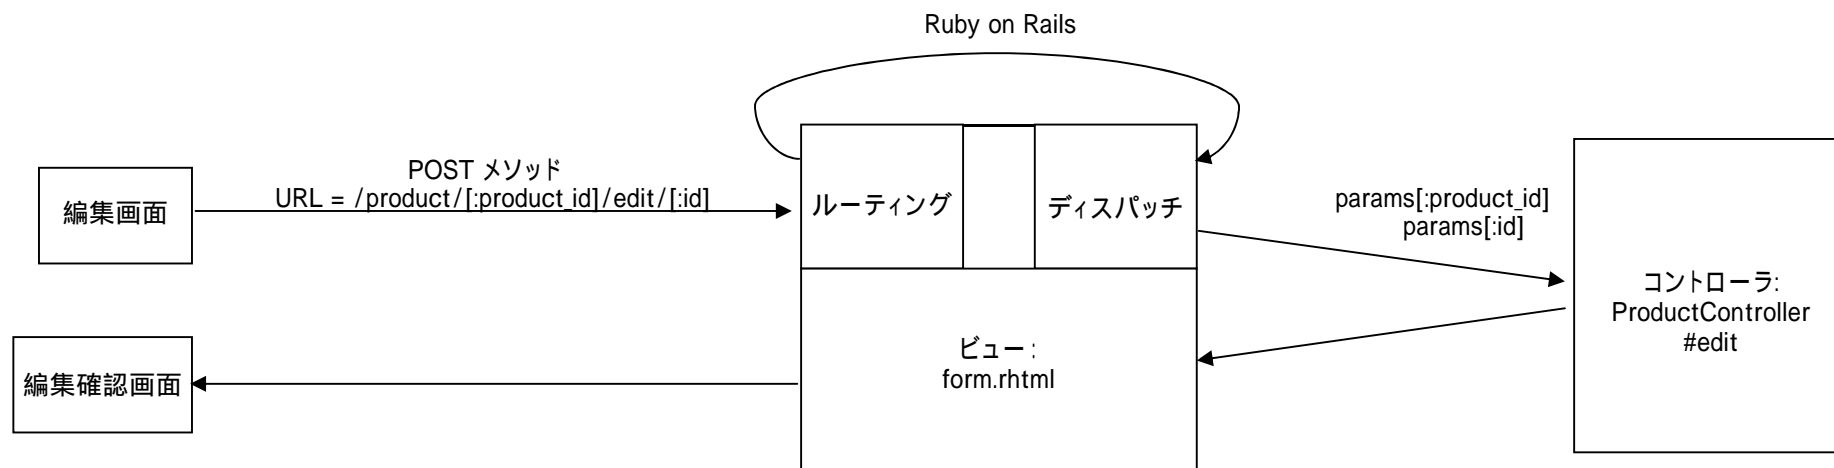 Ruby on Rails
POST メソッド
URL = /product/[:product_id]/edit/[:id]
編集画面
ルーティング
ディスパッチ
params[:product_id]
params[:id]
コントローラ:
ProductController
#edit
ビュー:
form.rhtml
編集確認画面